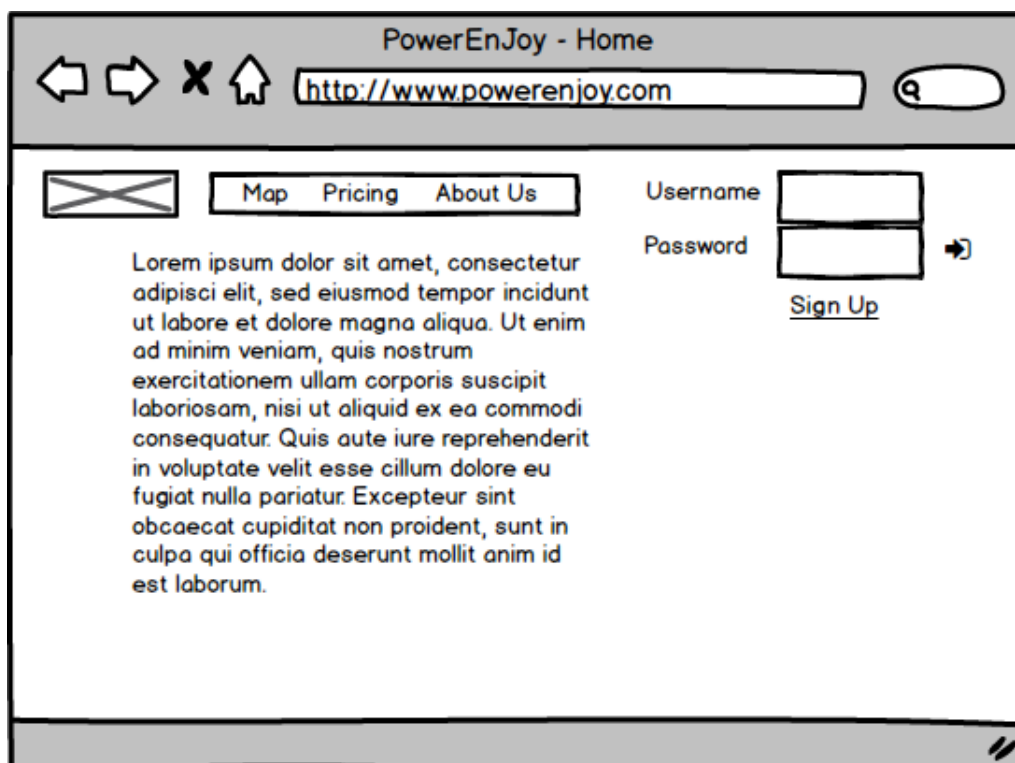 PowerEnJoy - Home
http://www.powerenjoy.com
Map Pricing About Us
Username
Password
Sign Up
Lorem ipsum dolor sit amet, consectetur
adipisci elit, sed eiusmod tempor incidunt
ut labore et dolore magna aliqua. Ut enim
ad minim veniam, quis nostrum
exercitationem ullam corporis suscipit
laboriosam, nisi ut aliquid ex ea commodi
consequatur. Quis aute iure reprehenderit
in voluptate velit esse cillum dolore eu
fugiat nulla pariatur. Excepteur sint
obcaecat cupiditat non proident, sunt in
culpa qui officia deserunt mollit anim id
est laborum.